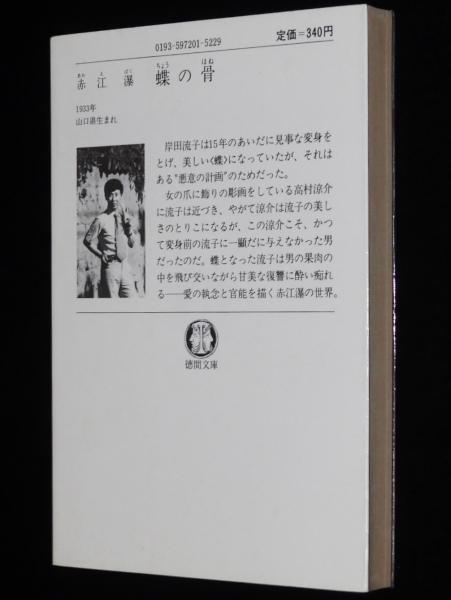 定価=340円
0193-597201-5229
赤江瀑 蝶の骨
あか え ばく ちょう ほね
1933年
山口県生まれ
岸田流子は15年のあいだに見事な変身を
とげ、美しい〈蝶〉になっていたが、それは
ある"悪意の計画"のためだった。
女の爪に飾りの彫画をしている高村涼介
に流子は近づき、やがて涼介は流子の美し
さのとりこになるが、この涼介こそ、かつ
て変身前の流子に一顧だに与えなかった男
だったのだ。蝶となった流子は男の果肉の
中を飛び交いながら甘美な復讐に酔い痴れ
る——愛の執念と官能を描く赤江瀑の世界。
徳間文庫